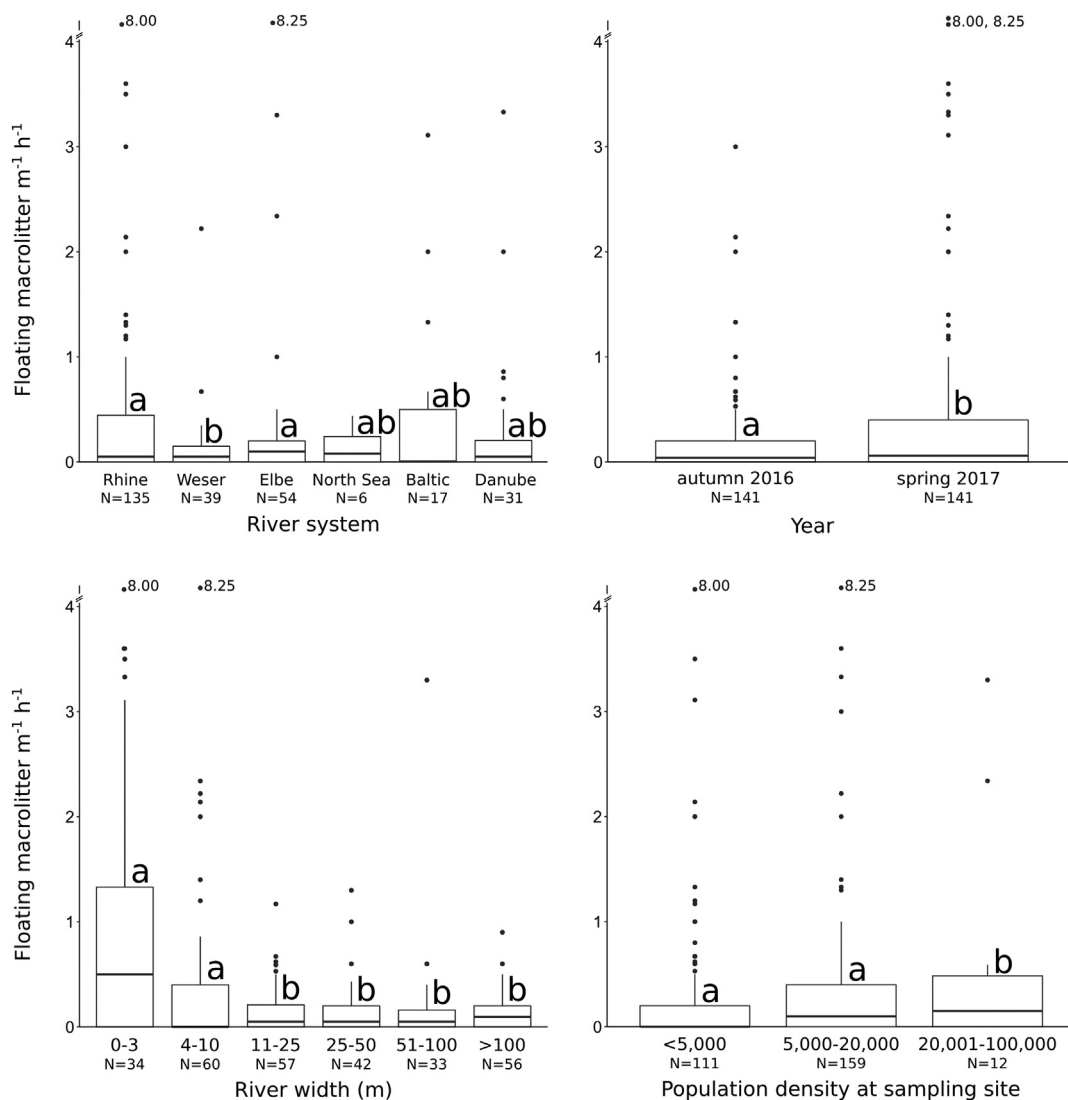 8.00
8.25
4
3
2
1
0
Floating macrolitter m-1 h-1
a
b
a
ab
ab
ab
Rhine Weser Elbe North Sea Baltic Danube
N=135 N=39 N=54 N=6 N=17 N=31
River system
8.00, 8.25
4
3
2
1
0
a
b
autumn 2016 spring 2017
N=141 N=141
Year
8.00
8.25
4
3
2
1
0
Floating macrolitter m-1 h-1
a
a
b
b
b
b
0-3 4-10 11-25 25-50 51-100 >100
N=34 N=60 N=57 N=42 N=33 N=56
River width (m)
8.00
8.25
4
3
2
1
0
a
a
b
<5,000 5,000-20,000 20,001-100,000
N=111 N=159 N=12
Population density at sampling site